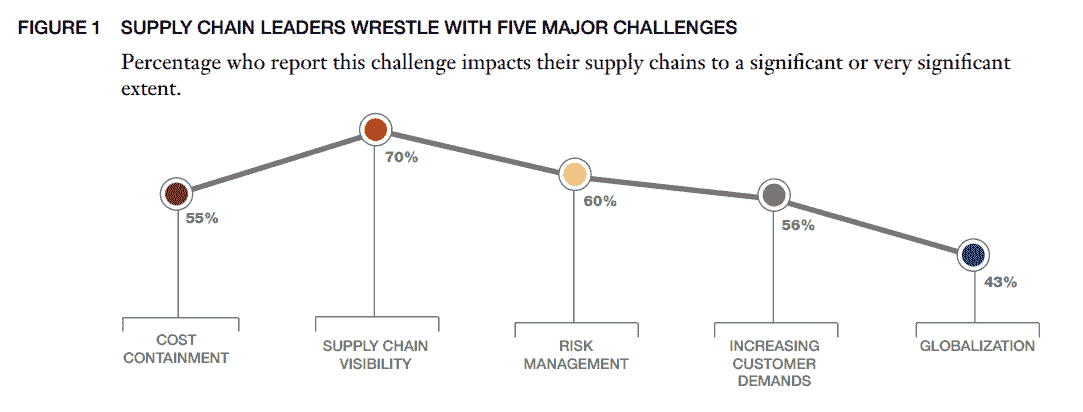 FIGURE 1 SUPPLY CHAIN LEADERS WRESTLE WITH FIVE MAJOR CHALLENGES
Percentage who report this challenge impacts their supply chains to a significant or very significant
extent.
70%
55%
60%
56%
43%
COST
CONTAINMENT
SUPPLY CHAIN
VISIBILITY
RISK
MANAGEMENT
INCREASING
CUSTOMER
DEMANDS
GLOBALIZATION